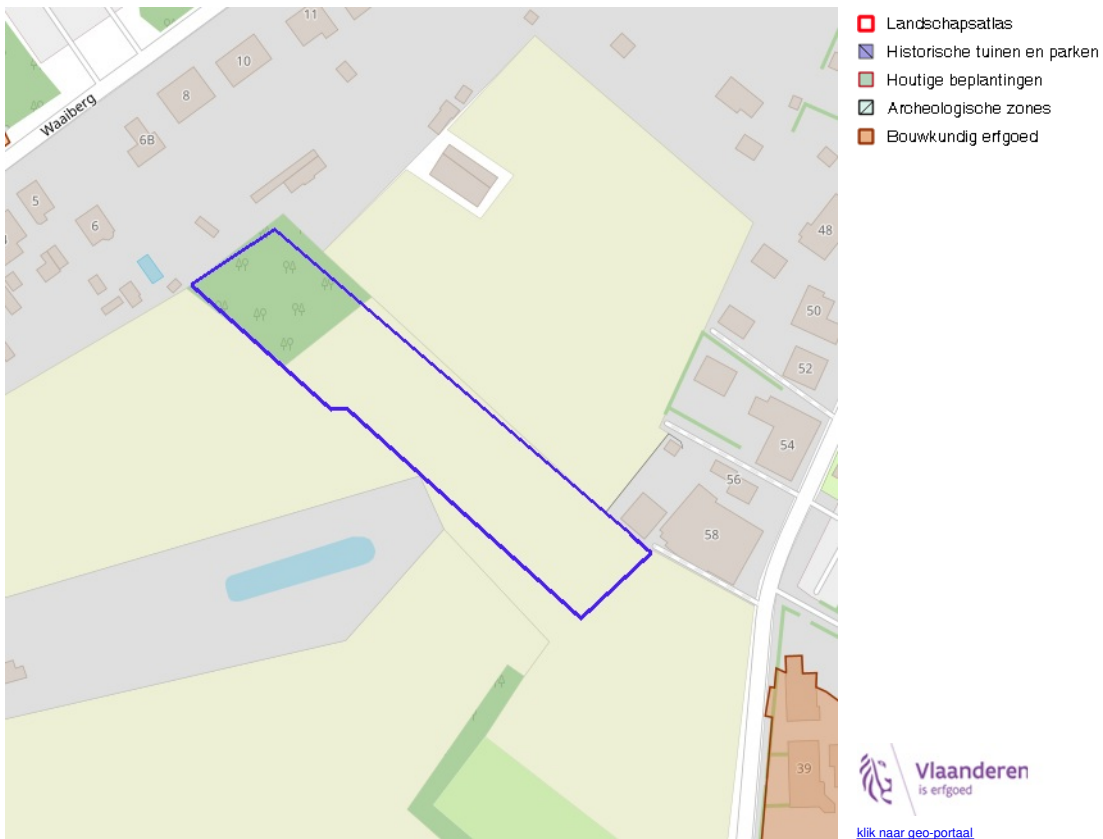 Landschapsatlas
Historische tuinen en parken
Houtige beplantingen
Archeologische zones
Bouwkundig erfgoed
11
10
8
Waaiberg
6B
5
6
48
50
52
54
56
58
39
Vlaanderen
is erfgoed
klik naar geo-portaal